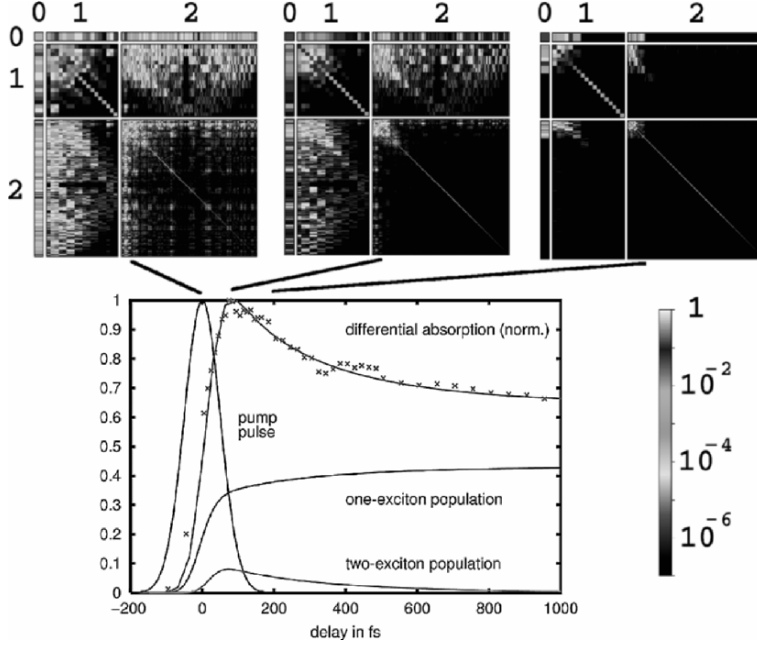 0 1 2
0 1 2
0 1 2
0
1
2
1
0.9
0.8
0.7
0.6
0.5
0.4
0.3
0.2
0.1
0
differential absorption (norm.)
pump
pulse
one-exciton population
two-exciton population
−200 0 200 400 600 800 1000
delay in fs
1
10⁻²
10⁻⁴
10⁻⁶